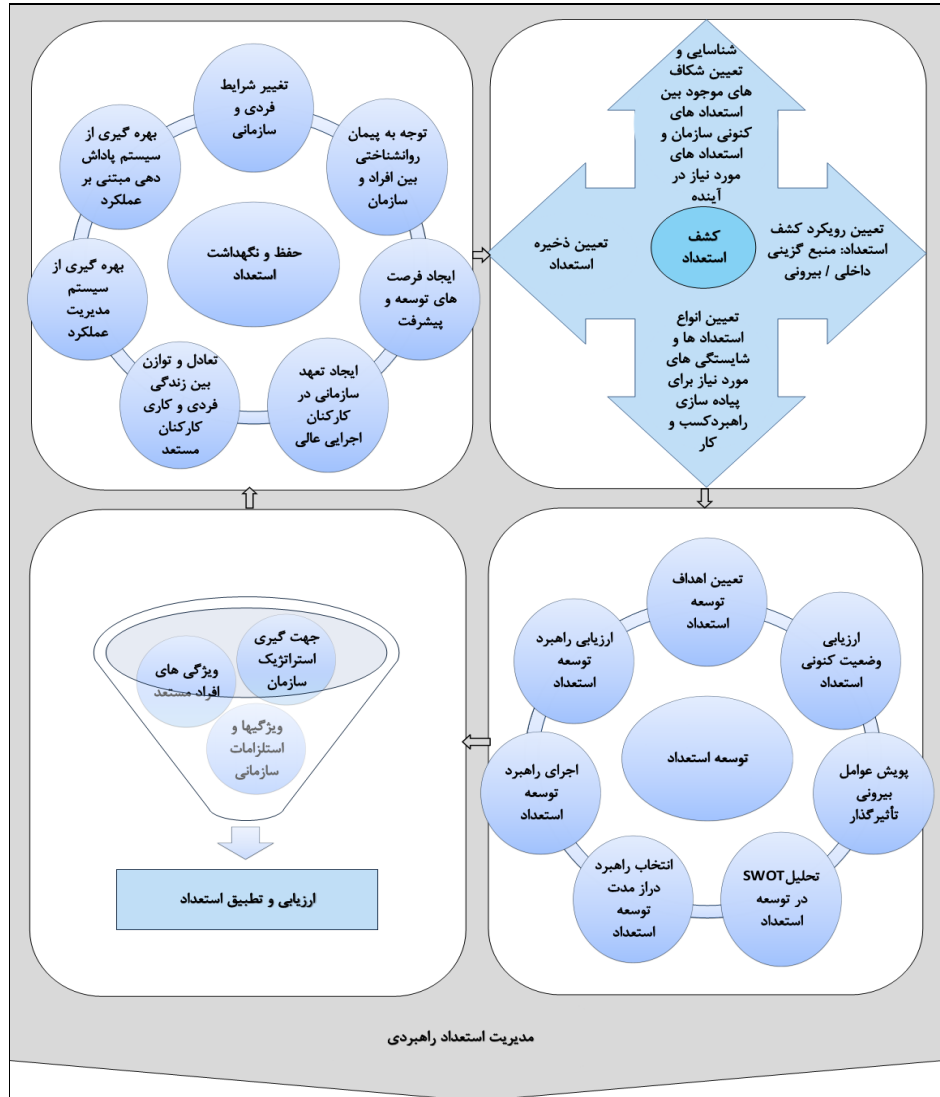 شناسایی و
تعیین شکاف
های موجود بین
استعداد های
کنونی سازمان و
استعداد های
مورد نیاز در
آینده
تعیین رویکرد کشف
استعداد: منبع گزینی
داخلی / بیرونی
کشف
استعداد
تعیین ذخیره
استعداد
تعیین انواع
استعداد ها و
شایستگی های
مورد نیاز برای
پیاده سازی
راهبردکسب و
کار
تغییر شرایط
فردی و
سازمانی
توجه به پیمان
روانشناختی
بین افراد و
سازمان
ایجاد فرصت
های توسعه و
پیشرفت
ایجاد تعهد
سازمانی در
کارکنان
اجرایی عالی
تعادل و توازن
بین زندگی
فردی و کاری
کارکنان
مستعد
بهره گیری از
سیستم
مدیریت
عملکرد
بهره گیری از
سیستم پاداش
دهی مبتنی بر
عملکرد
حفظ و نگهداشت
استعداد
تعیین اهداف
توسعه
استعداد
ارزیابی
وضعیت کنونی
استعداد
پویش عوامل
بیرونی
تأثیرگذار
تحلیل SWOT
در توسعه
استعداد
انتخاب راهبرد
دراز مدت
توسعه
استعداد
اجرای راهبرد
توسعه
استعداد
ارزیابی راهبرد
توسعه
استعداد
توسعه استعداد
جهت گیری
استراتژیک
سازمان
ویژگی های
افراد مستعد
ویژگیها و
استلزامات
سازمانی
ارزیابی و تطبیق استعداد
مدیریت استعداد راهبردی